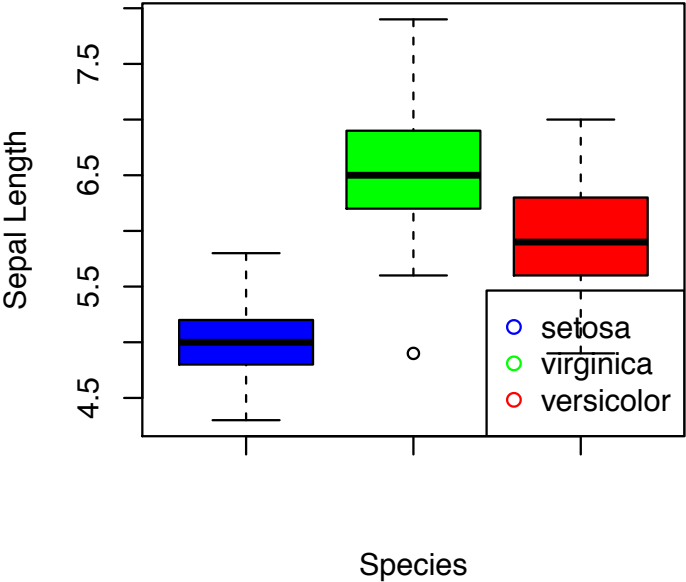 Sepal Length
7.5
6.5
5.5
4.5
setosa
virginica
versicolor
Species